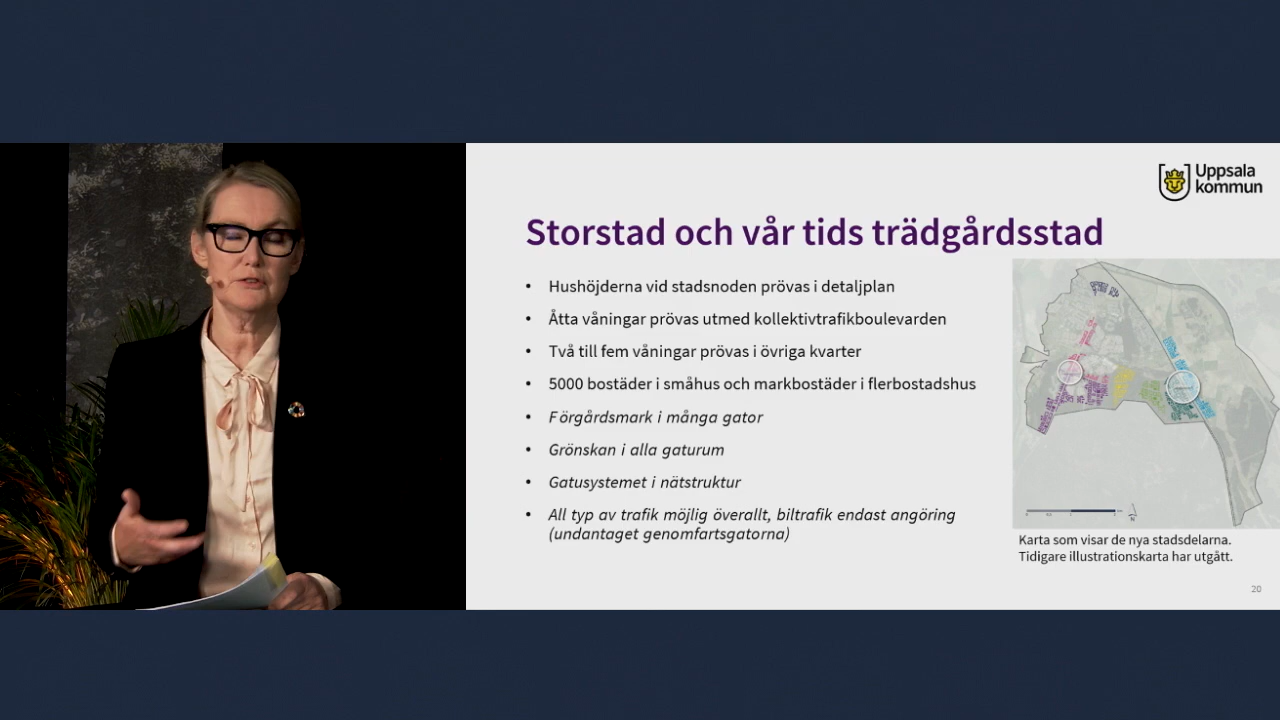 Uppsala
kommun
Storstad och vår tids trädgårdsstad
• Hushöjderna vid stadsnoden prövas i detaljplan
• Åtta våningar prövas utmed kollektivtrafikboulevarden
• Två till fem våningar prövas i övriga kvarter
• 5000 bostäder i småhus och markbostäder i flerbostadshus
• Förgårdsmark i många gator
• Grönskan i alla gaturum
• Gatusystemet i nätstruktur
• All typ av trafik möjlig överallt, biltrafik endast angöring
(undantaget genomfartsgatorna)
N
Karta som visar de nya stadsdelarna.
Tidigare illustrationskarta har utgått.
20